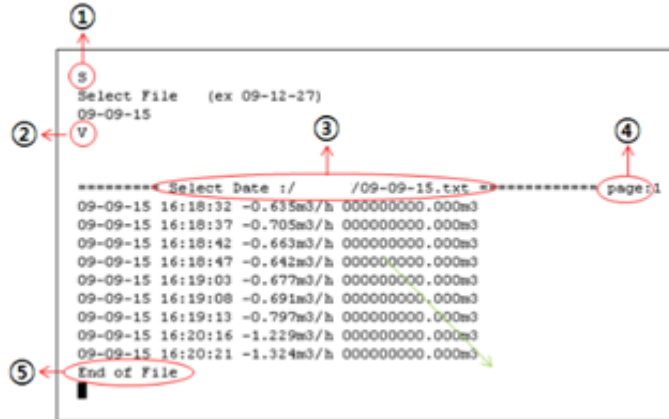 ①
S
Select File (ex 09-12-27)
09-09-15
② V
③ ④
========= Select Date :/ /09-09-15.txt ============= page:1
09-09-15 16:18:32 -0.635m3/h 000000000.000m3
09-09-15 16:18:37 -0.705m3/h 000000000.000m3
09-09-15 16:18:42 -0.663m3/h 000000000.000m3
09-09-15 16:18:47 -0.642m3/h 000000000.000m3
09-09-15 16:19:03 -0.677m3/h 000000000.000m3
09-09-15 16:19:08 -0.691m3/h 000000000.000m3
09-09-15 16:19:13 -0.797m3/h 000000000.000m3
09-09-15 16:20:16 -1.229m3/h 000000000.000m3
09-09-15 16:20:21 -1.324m3/h 000000000.000m3
⑤ End of File